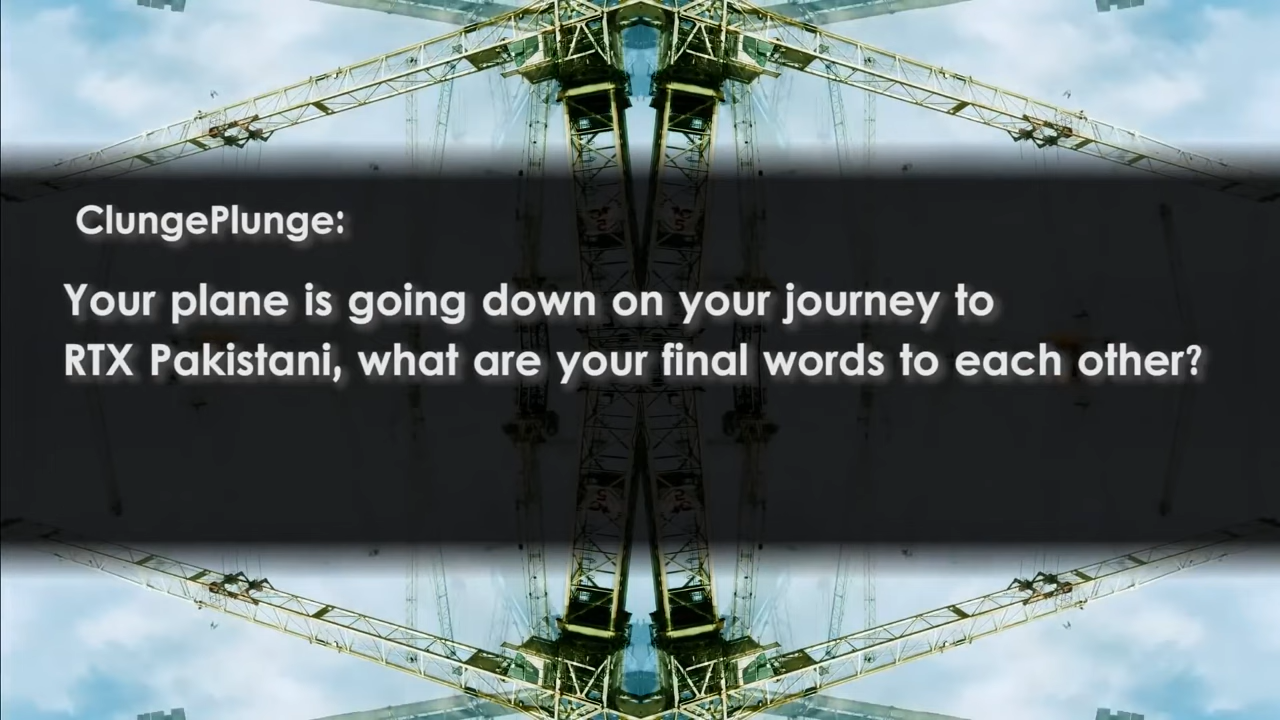 ClungePlunge:
Your plane is going down on your journey to
RTX Pakistani, what are your final words to each other?